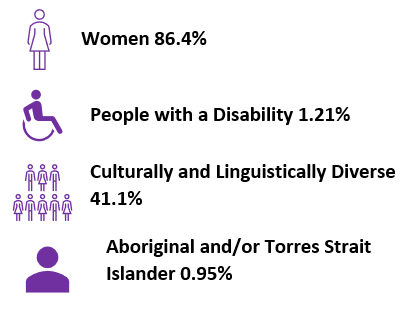 Women 86.4%
People with a Disability 1.21%
Culturally and Linguistically Diverse
41.1%
Aboriginal and/or Torres Strait
Islander 0.95%